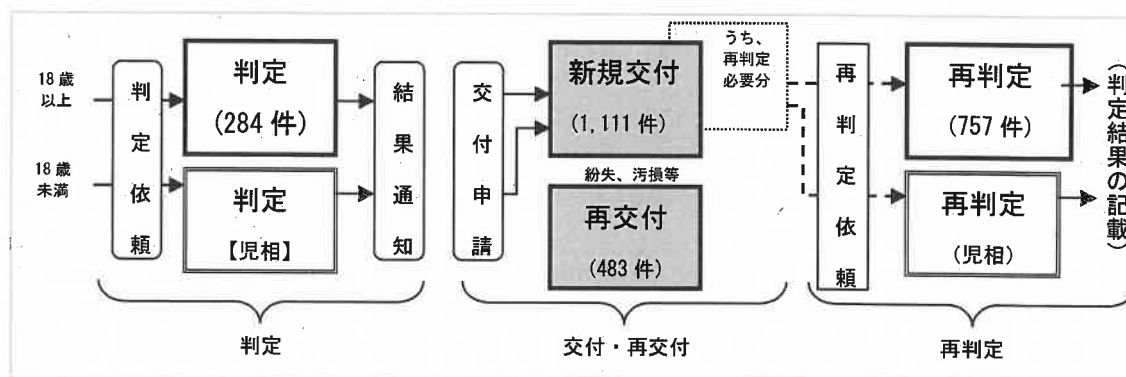 18歳
以上
18歳
未満
判定依頼
判定
(284件)
判定
【児相】
結果通知
交付申請
新規交付
(1,111件)
紛失、汚損等
再交付
(483件)
うち、
再判定
必要分
再判定依頼
再判定
(757件)
再判定
(児相)
(判定結果の記載)
判定
交付・再交付
再判定